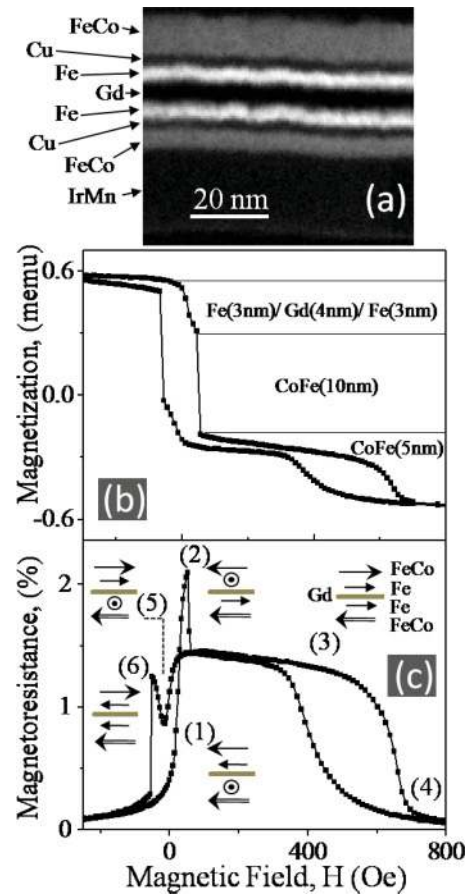 FeCo
Cu
Fe
Gd
Fe
Cu
FeCo
IrMn
20 nm
(a)
Magnetization, (memu)
0.6
0.0
-0.6
Fe(3nm)/ Gd(4nm)/ Fe(3nm)
CoFe(10nm)
CoFe(5nm)
(b)
Magnetoresistance, (%)
2
1
0
(2)
(5)
(6)
(1)
(3)
(4)
FeCo
Gd
Fe
Fe
FeCo
(c)
0
400
800
Magnetic Field, H (Oe)